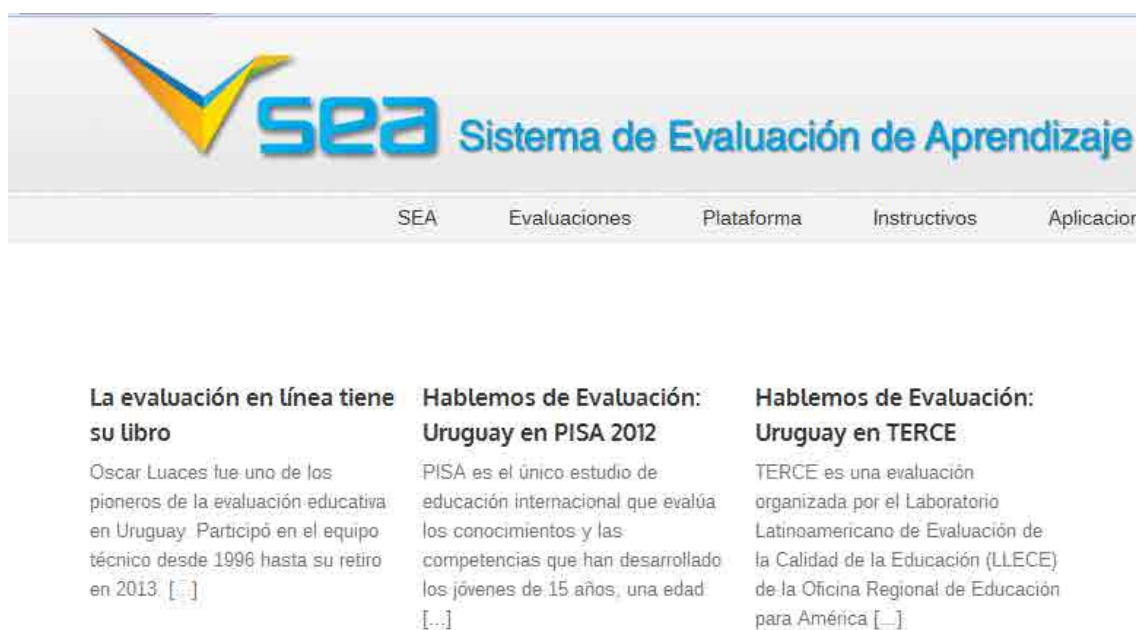 sea Sistema de Evaluación de Aprendizaje
SEA Evaluaciones Plataforma Instructivos Aplicacion
La evaluación en línea tiene
su libro
Oscar Luaces fue uno de los
pioneros de la evaluación educativa
en Uruguay. Participó en el equipo
técnico desde 1996 hasta su retiro
en 2013. [...]
Hablemos de Evaluación:
Uruguay en PISA 2012
PISA es el único estudio de
educación internacional que evalúa
los conocimientos y las
competencias que han desarrollado
los jóvenes de 15 años, una edad
[...]
Hablemos de Evaluación:
Uruguay en TERCE
TERCE es una evaluación
organizada por el Laboratorio
Latinoamericano de Evaluación de
la Calidad de la Educación (LLECE)
de la Oficina Regional de Educación
para América [...]